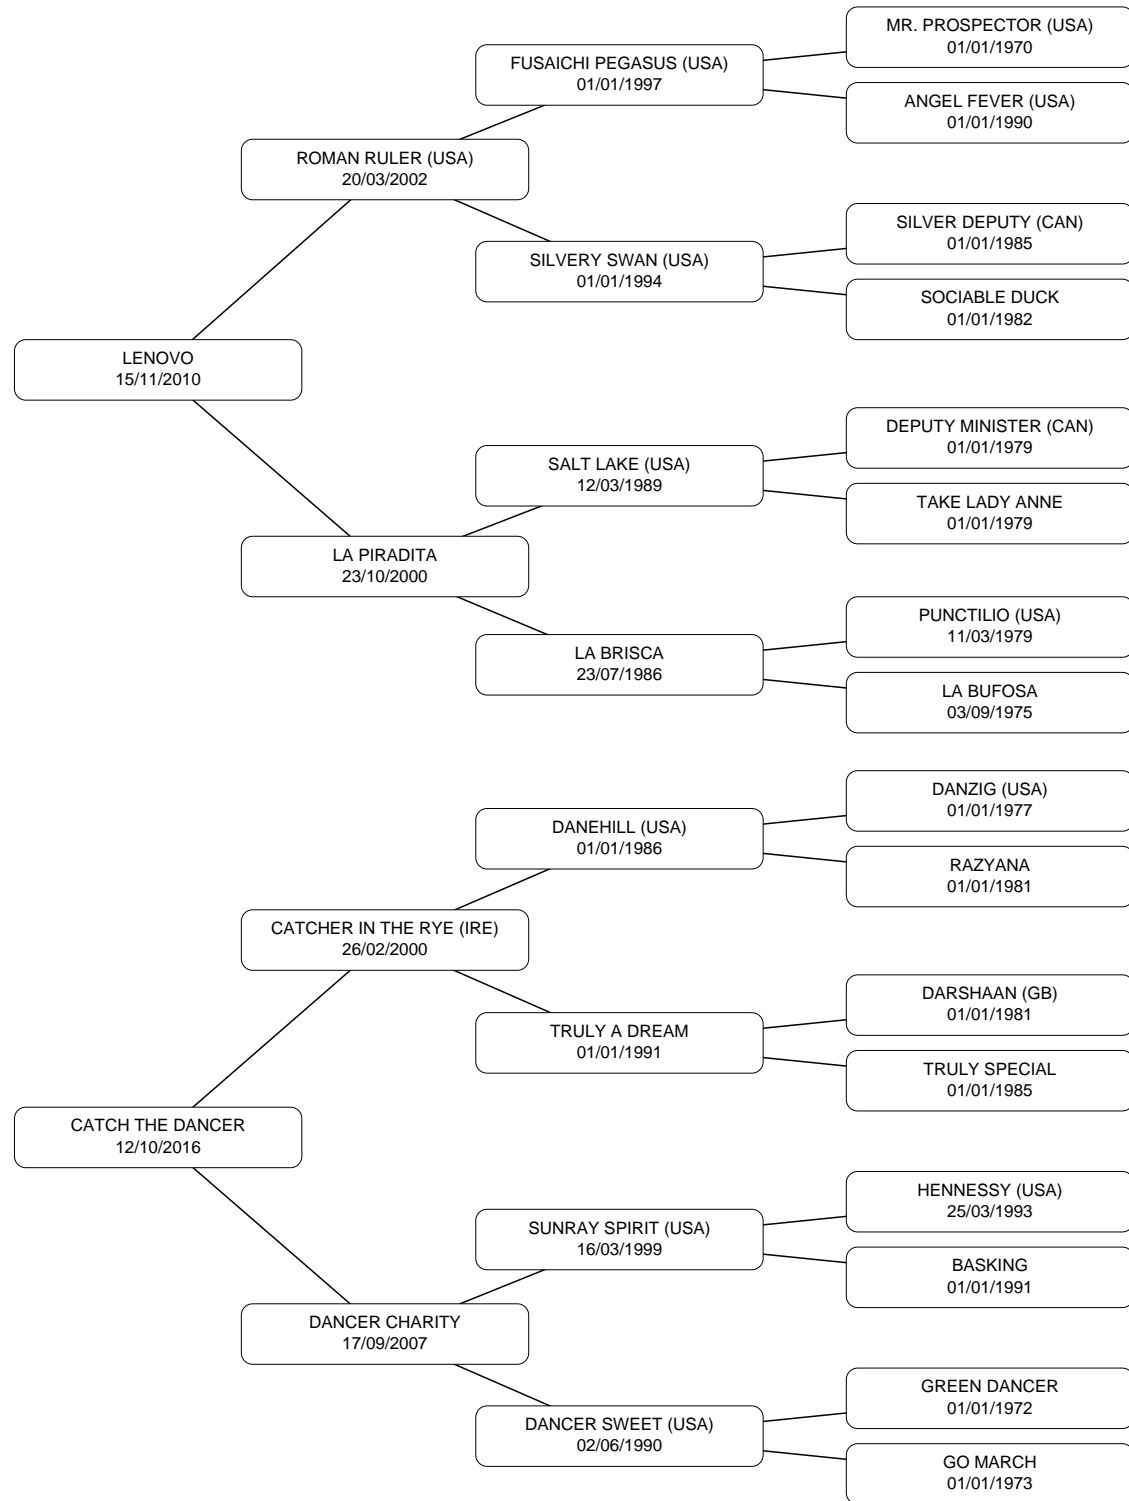 MR. PROSPECTOR (USA)
01/01/1970
FUSAICHI PEGASUS (USA)
01/01/1997
ANGEL FEVER (USA)
01/01/1990
ROMAN RULER (USA)
20/03/2002
SILVER DEPUTY (CAN)
01/01/1985
SILVERY SWAN (USA)
01/01/1994
SOCIABLE DUCK
01/01/1982
LENOVO
15/11/2010
DEPUTY MINISTER (CAN)
01/01/1979
SALT LAKE (USA)
12/03/1989
TAKE LADY ANNE
01/01/1979
LA PIRADITA
23/10/2000
PUNCTILIO (USA)
11/03/1979
LA BRISCA
23/07/1986
LA BUFOSA
03/09/1975
DANZIG (USA)
01/01/1977
DANEHILL (USA)
01/01/1986
RAZYANA
01/01/1981
CATCHER IN THE RYE (IRE)
26/02/2000
DARSHAAN (GB)
01/01/1981
TRULY A DREAM
01/01/1991
TRULY SPECIAL
01/01/1985
CATCH THE DANCER
12/10/2016
HENNESSY (USA)
25/03/1993
SUNRAY SPIRIT (USA)
16/03/1999
BASKING
01/01/1991
DANCER CHARITY
17/09/2007
GREEN DANCER
01/01/1972
DANCER SWEET (USA)
02/06/1990
GO MARCH
01/01/1973